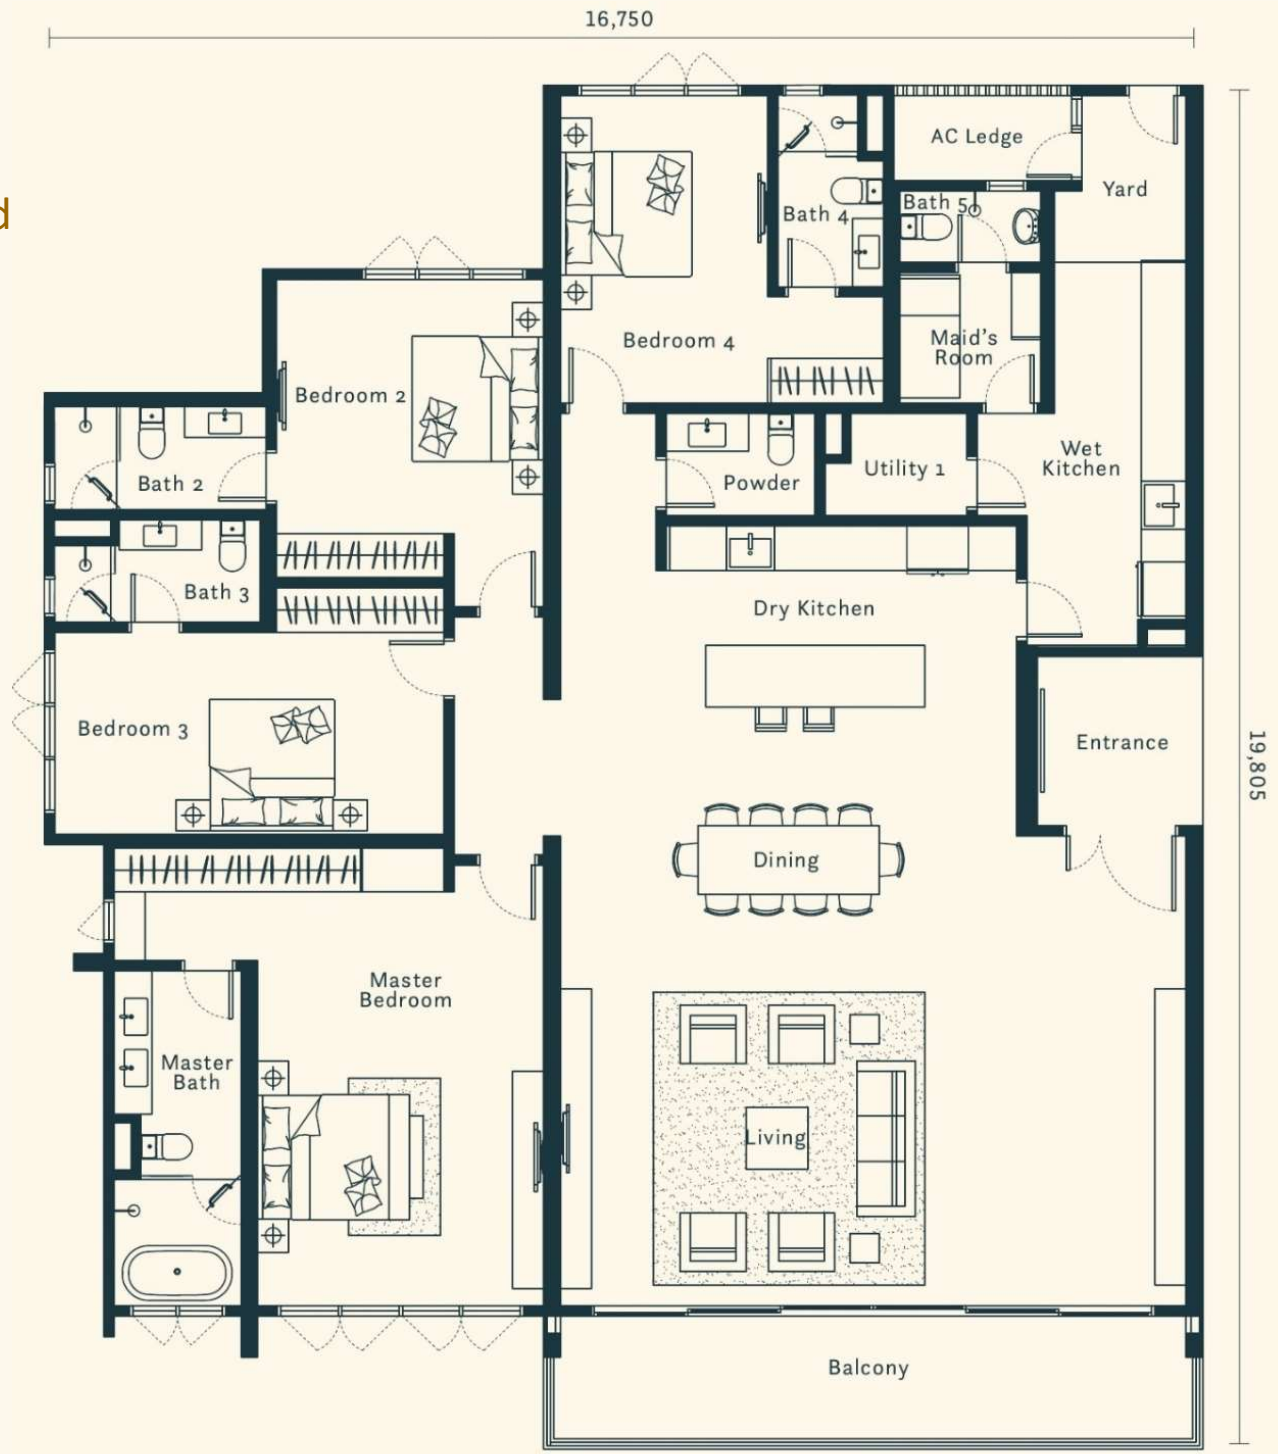 16,750
AC Ledge
Yard
d
Bath 4
Bath 5
Bedroom 4
Maid's
Room
Bedroom 2
Wet
Kitchen
Bath 2
Powder
Utility 1
Bath 3
Dry Kitchen
Bedroom 3
Entrance
19,805
Dining
Master
Bedroom
Master
Bath
Living
Balcony